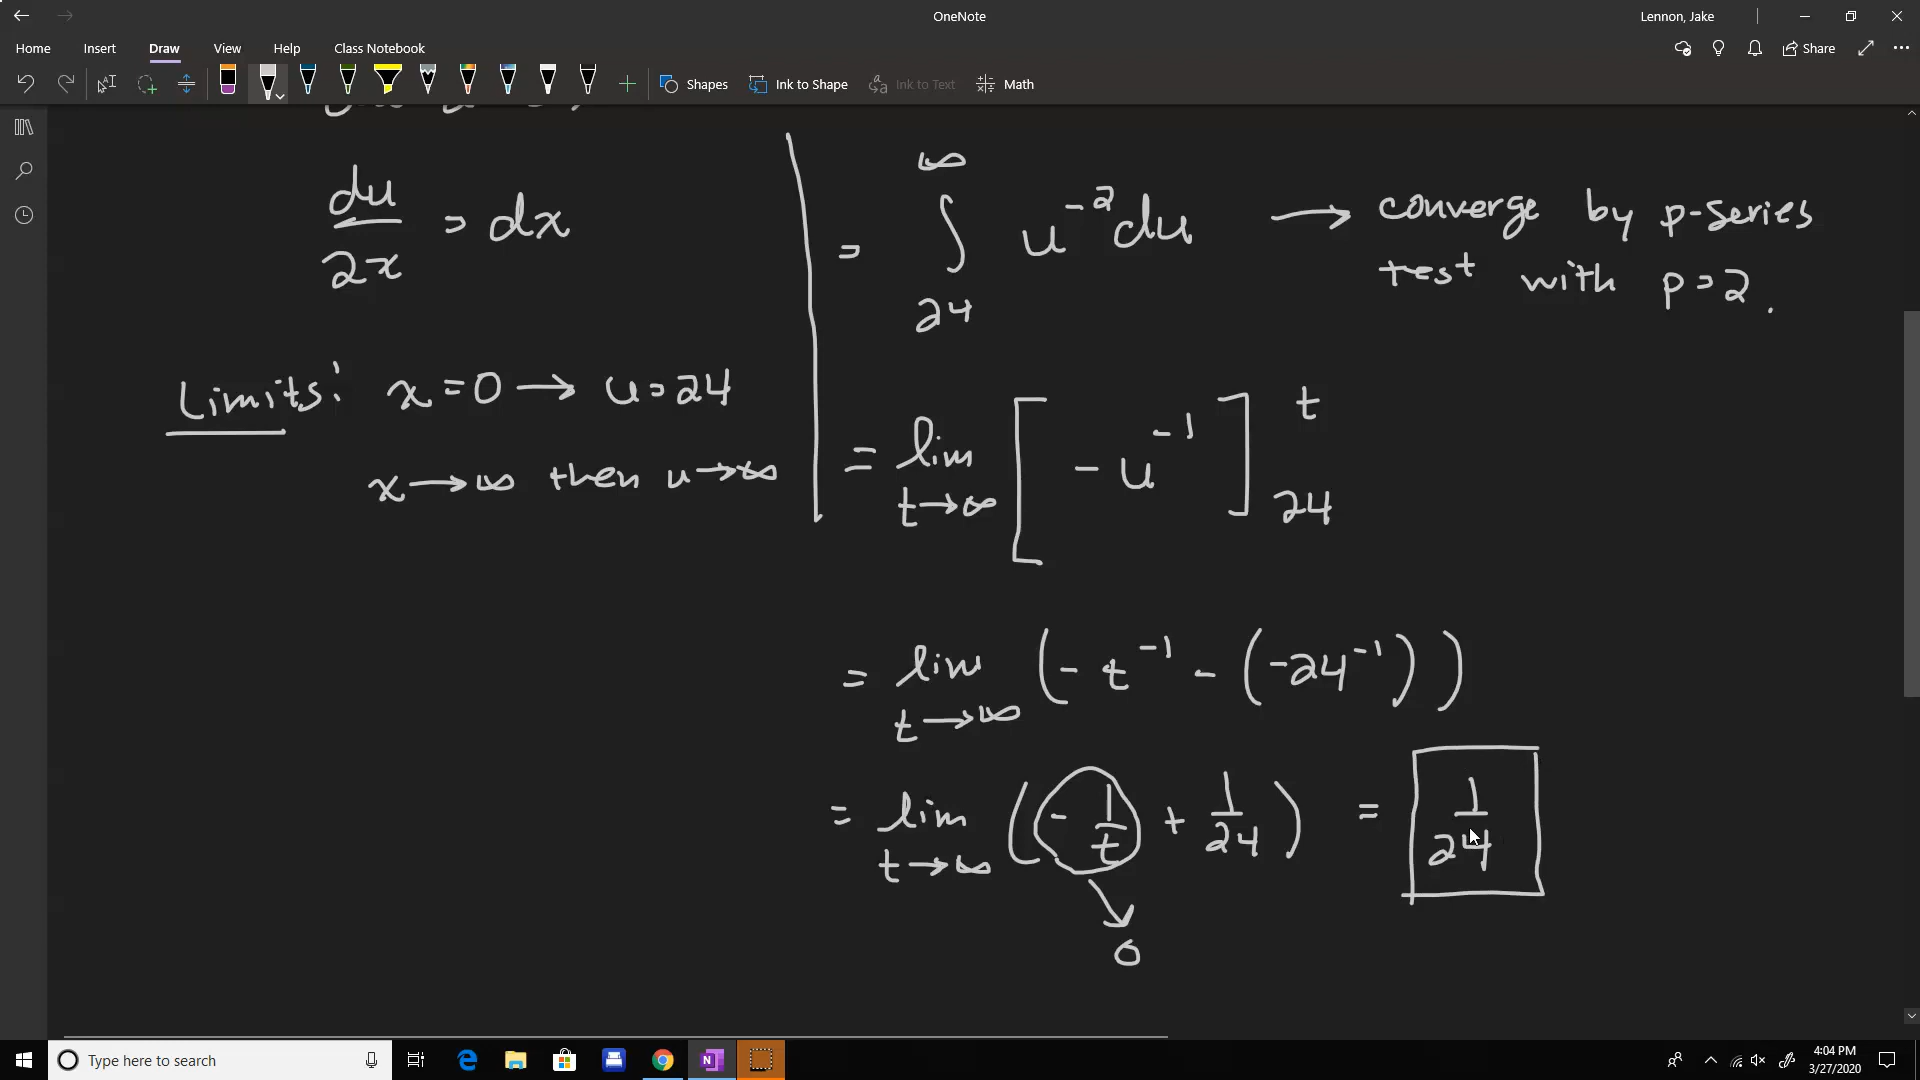 OneNote
Lennon, Jake
Home Insert Draw View Help Class Notebook
Share
Shapes Ink to Shape Ink to Text Math
du/2x = dx
Limits: x = 0 → u = 24
x → ∞ then u → ∞
= ∫₂₄^∞ u⁻² du → converge by p-series
test with p = 2.
= lim t→∞ [ - u⁻¹ ]₂₄^t
= lim t→∞ (- t⁻¹ - (-24⁻¹))
= lim t→∞ (- 1/t + 1/24) = 1/24
0
Type here to search
4:04 PM
3/27/2020